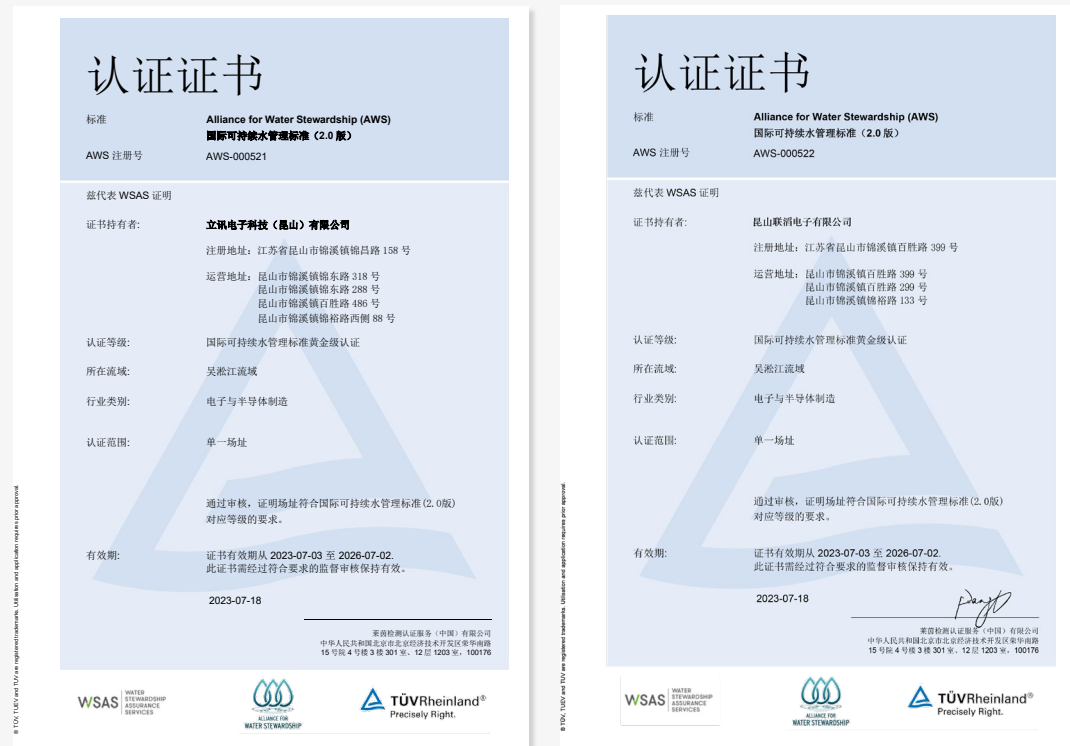 认证证书
标准 Alliance for Water Stewardship (AWS)
国际可持续水管理标准（2.0 版）
AWS 注册号 AWS-000521
兹代表 WSAS 证明
证书持有者: 立讯电子科技（昆山）有限公司
注册地址：江苏省昆山市锦溪镇锦昌路 158 号
运营地址：昆山市锦溪镇锦东路 318 号
昆山市锦溪镇锦东路 288 号
昆山市锦溪镇百胜路 486 号
昆山市锦溪镇锦裕路西侧 88 号
认证等级: 国际可持续水管理标准黄金级认证
所在流域: 吴淞江流域
行业类别: 电子与半导体制造
认证范围: 单一场址
通过审核，证明场址符合国际可持续水管理标准(2.0版)
对应等级的要求。
有效期: 证书有效期从 2023-07-03 至 2026-07-02.
此证书需经过符合要求的监督审核保持有效。
2023-07-18
莱茵检测认证服务（中国）有限公司
中华人民共和国北京市北京经济技术开发区荣华南路
15 号院 4 号楼 3 楼 301 室、12 层 1203 室，100176
® TÜV, TUEV and TUV are registered trademarks. Utilisation and application requires prior approval.
WSAS WATER
STEWARDSHIP
ASSURANCE
SERVICES
ALLIANCE FOR
WATER STEWARDSHIP
TÜVRheinland®
Precisely Right.
认证证书
标准 Alliance for Water Stewardship (AWS)
国际可持续水管理标准（2.0 版）
AWS 注册号 AWS-000522
兹代表 WSAS 证明
证书持有者: 昆山联滔电子有限公司
注册地址：江苏省昆山市锦溪镇百胜路 399 号
运营地址：昆山市锦溪镇百胜路 399 号
昆山市锦溪镇百胜路 299 号
昆山市锦溪镇锦裕路 133 号
认证等级: 国际可持续水管理标准黄金级认证
所在流域: 吴淞江流域
行业类别: 电子与半导体制造
认证范围: 单一场址
通过审核，证明场址符合国际可持续水管理标准(2.0版)
对应等级的要求。
有效期: 证书有效期从 2023-07-03 至 2026-07-02.
此证书需经过符合要求的监督审核保持有效。
2023-07-18
莱茵检测认证服务（中国）有限公司
中华人民共和国北京市北京经济技术开发区荣华南路
15 号院 4 号楼 3 楼 301 室、12 层 1203 室，100176
® TÜV, TUEV and TUV are registered trademarks. Utilisation and application requires prior approval.
WSAS WATER
STEWARDSHIP
ASSURANCE
SERVICES
ALLIANCE FOR
WATER STEWARDSHIP
TÜVRheinland®
Precisely Right.